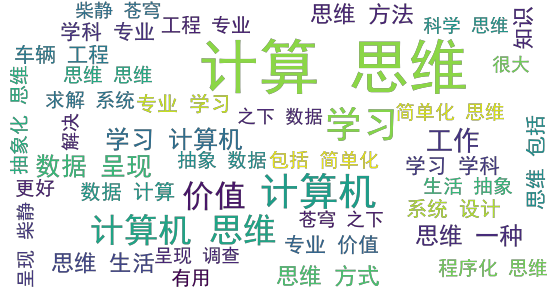 柴静 苍穹
思维 方法
学科 专业
工程 专业
科学 思维
知识
车辆 工程
计算 思维
很大
思维 思维
抽象化 思维
求解 系统
专业 学习
之下 数据
学习
简单化 思维
解决
学习 计算机
工作
思维 包括
数据 呈现
抽象 数据
包括 简单化
学习 学科
更好
数据 计算
价值
计算机
生活 抽象
系统 设计
呈现 柴静
计算机 思维
苍穹 之下
思维 一种
专业 价值
思维 生活
呈现 调查
有用
思维 方式
程序化 思维